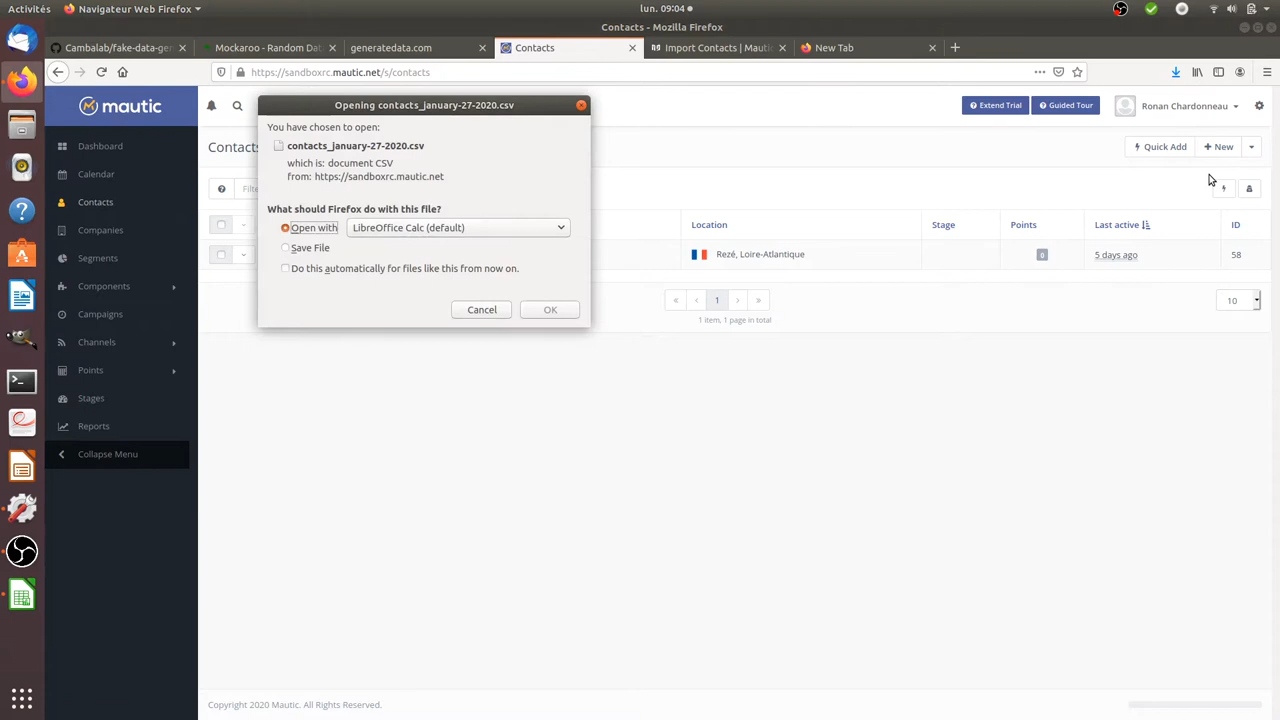 Activités
Navigateur Web Firefox
lun. 09:04
Contacts - Mozilla Firefox
Cambalab/fake-data-gen
Mockaroo - Random Dat
generatedata.com
Contacts
Import Contacts | Mautic
New Tab
https://sandboxrc.mautic.net/s/contacts
mautic
Extend Trial
Guided Tour
Ronan Chardonneau
Dashboard
Calendar
Contacts
Companies
Segments
Components
Campaigns
Channels
Points
Stages
Reports
Collapse Menu
Contacts
Quick Add
+ New
Filte
Opening contacts_january-27-2020.csv
You have chosen to open:
contacts_january-27-2020.csv
which is: document CSV
from: https://sandboxrc.mautic.net
What should Firefox do with this file?
Open with
LibreOffice Calc (default)
Save File
Do this automatically for files like this from now on.
Cancel
OK
Location
Stage
Points
Last active
ID
Rezé, Loire-Atlantique
0
5 days ago
58
« ‹ 1 › »
1 item, 1 page in total
10
Copyright 2020 Mautic. All Rights Reserved.